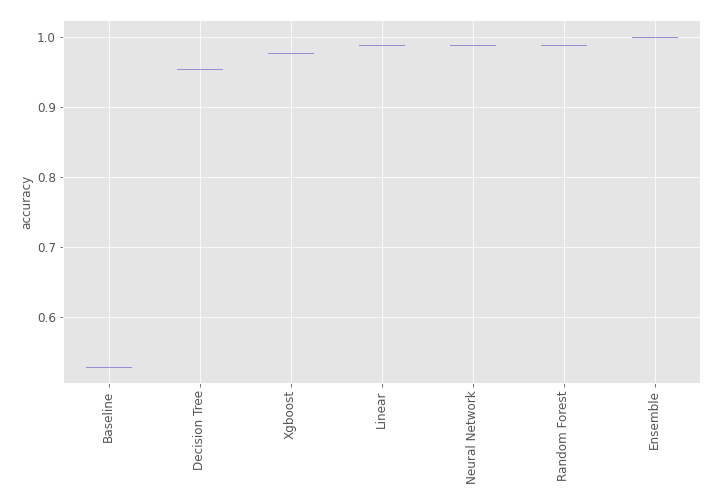 1.0
0.9
0.8
0.7
0.6
accuracy
Baseline
Decision Tree
Xgboost
Linear
Neural Network
Random Forest
Ensemble